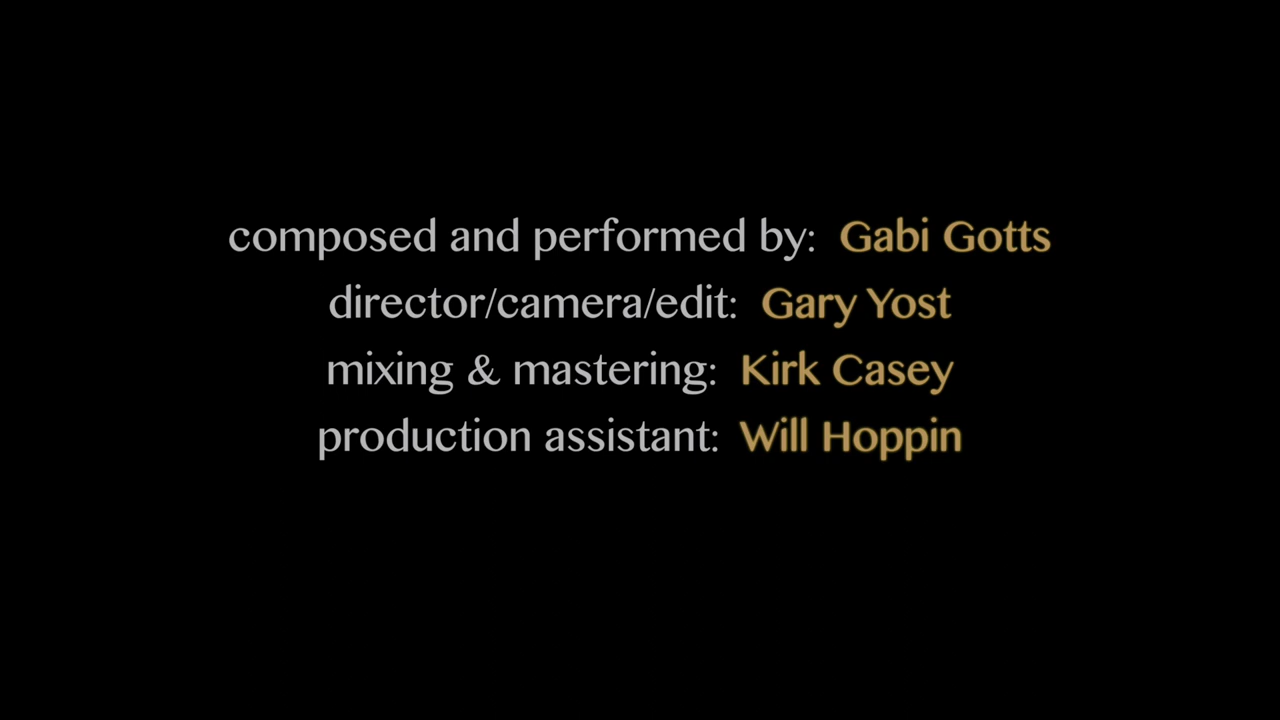 composed and performed by: Gabi Gotts
director/camera/edit: Gary Yost
mixing & mastering: Kirk Casey
production assistant: Will Hoppin